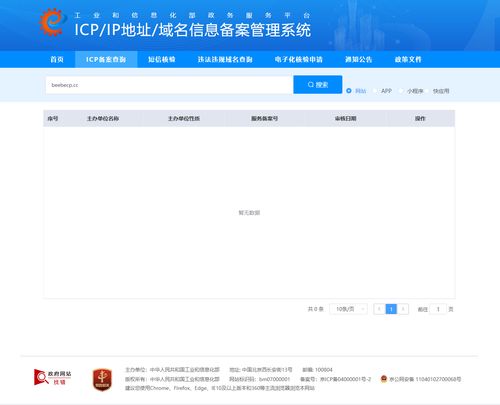 工业和信息化部政务服务平台
ICP/IP地址/域名信息备案管理系统
首页 ICP备案查询 短信核验 违法违规域名查询 电子化核验申请 通知公告 政策文件
beebecp.cc 搜索 网站 APP 小程序 快应用
序号 主办单位名称 主办单位性质 服务备案号 审核日期 操作
暂无数据
共 0 条 10条/页 1 前往 1 页
政府网站
找错
主办单位：中华人民共和国工业和信息化部 地址: 中国北京西长安街13号 邮编: 100804
版权所有：中华人民共和国工业和信息化部 网站标识码：bm07000001 备案号：京ICP备04000001号-2 京公网安备 11040102700068号
建议您使用Chrome、Firefox、Edge、IE10及以上版本和360等主流浏览器浏览本网站